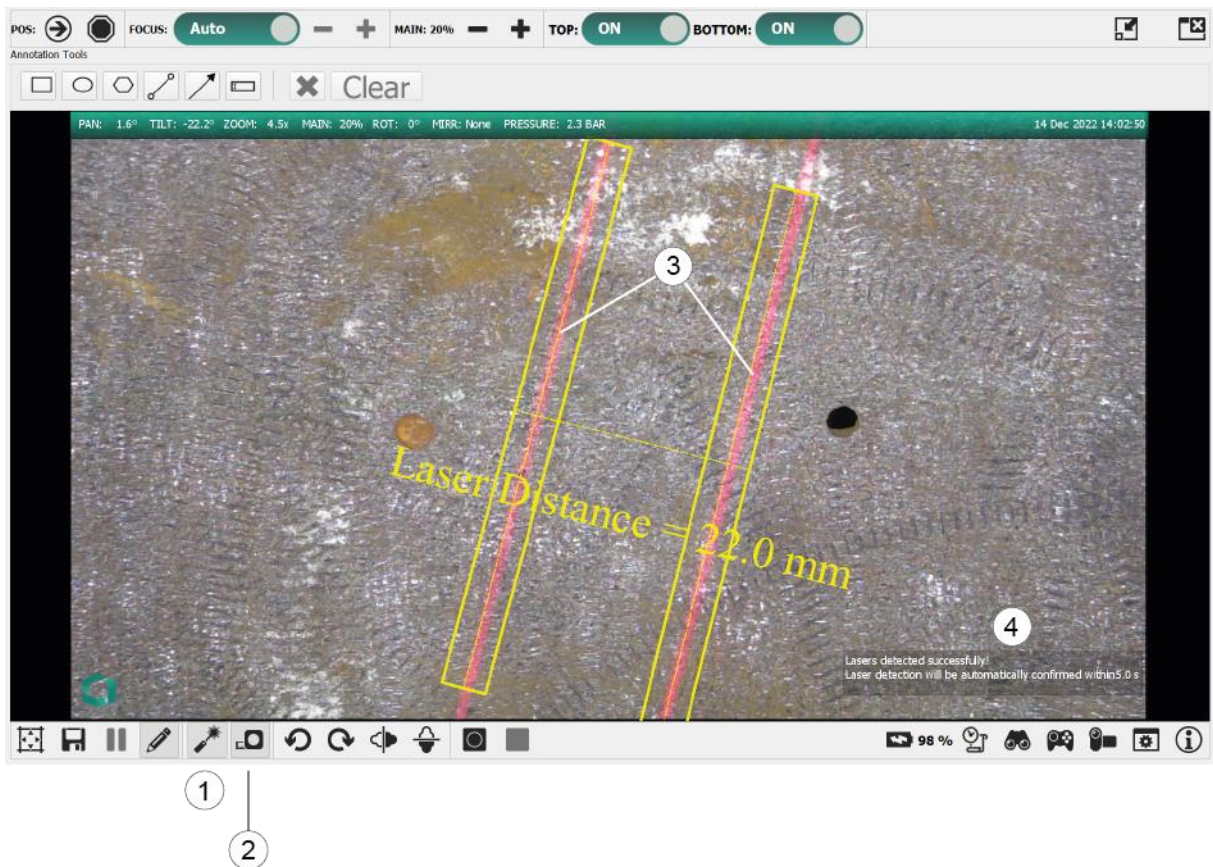 POS: FOCUS: Auto MAIN: 20% TOP: ON BOTTOM: ON
Annotation Tools
Clear
PAN: 1.6° TILT: -22.2° ZOOM: 4.5x MAIN: 20% ROT: 0° MIRR: None PRESSURE: 2.3 BAR 14 Dec 2022 14:02:50
3
Laser Distance = 22.0 mm
4
Lasers detected successfully!
Laser detection will be automatically confirmed within5.0 s
98 %
1
2